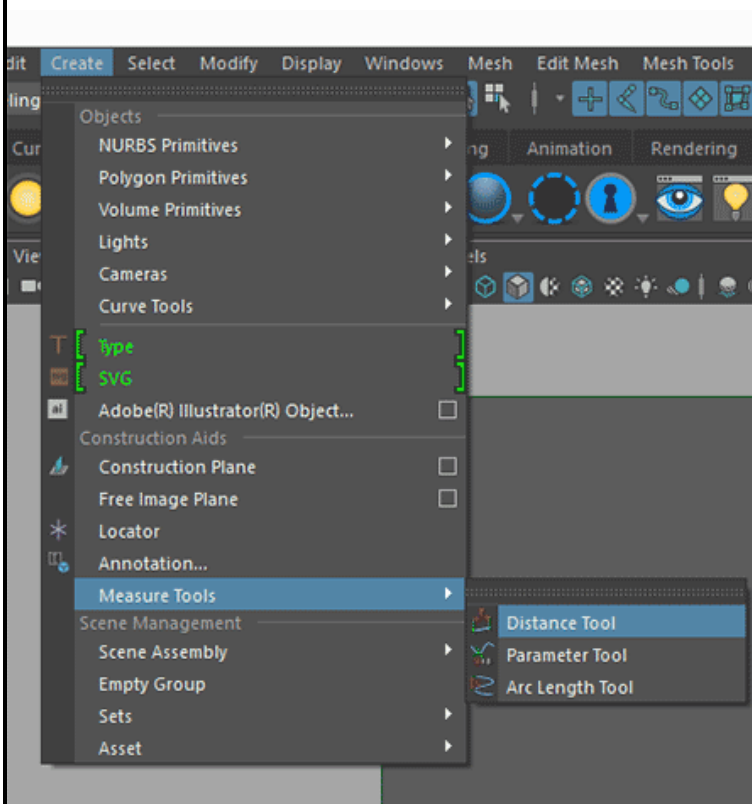 dit Create Select Modify Display Windows Mesh Edit Mesh Mesh Tools
ling
Objects
Cur ng Animation Rendering
NURBS Primitives
Polygon Primitives
Volume Primitives
Lights
Vie els
Cameras
Curve Tools
Type
SVG
Ai Adobe(R) Illustrator(R) Object...
Construction Aids
Construction Plane
Free Image Plane
Locator
Annotation...
Measure Tools
Scene Management
Distance Tool
Scene Assembly
Parameter Tool
Empty Group
Arc Length Tool
Sets
Asset